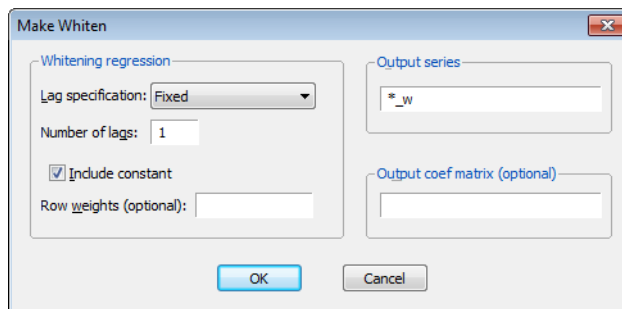 Make Whiten
Whitening regression
Lag specification: Fixed
Number of lags: 1
Include constant
Row weights (optional):
Output series
*_w
Output coef matrix (optional)
OK
Cancel